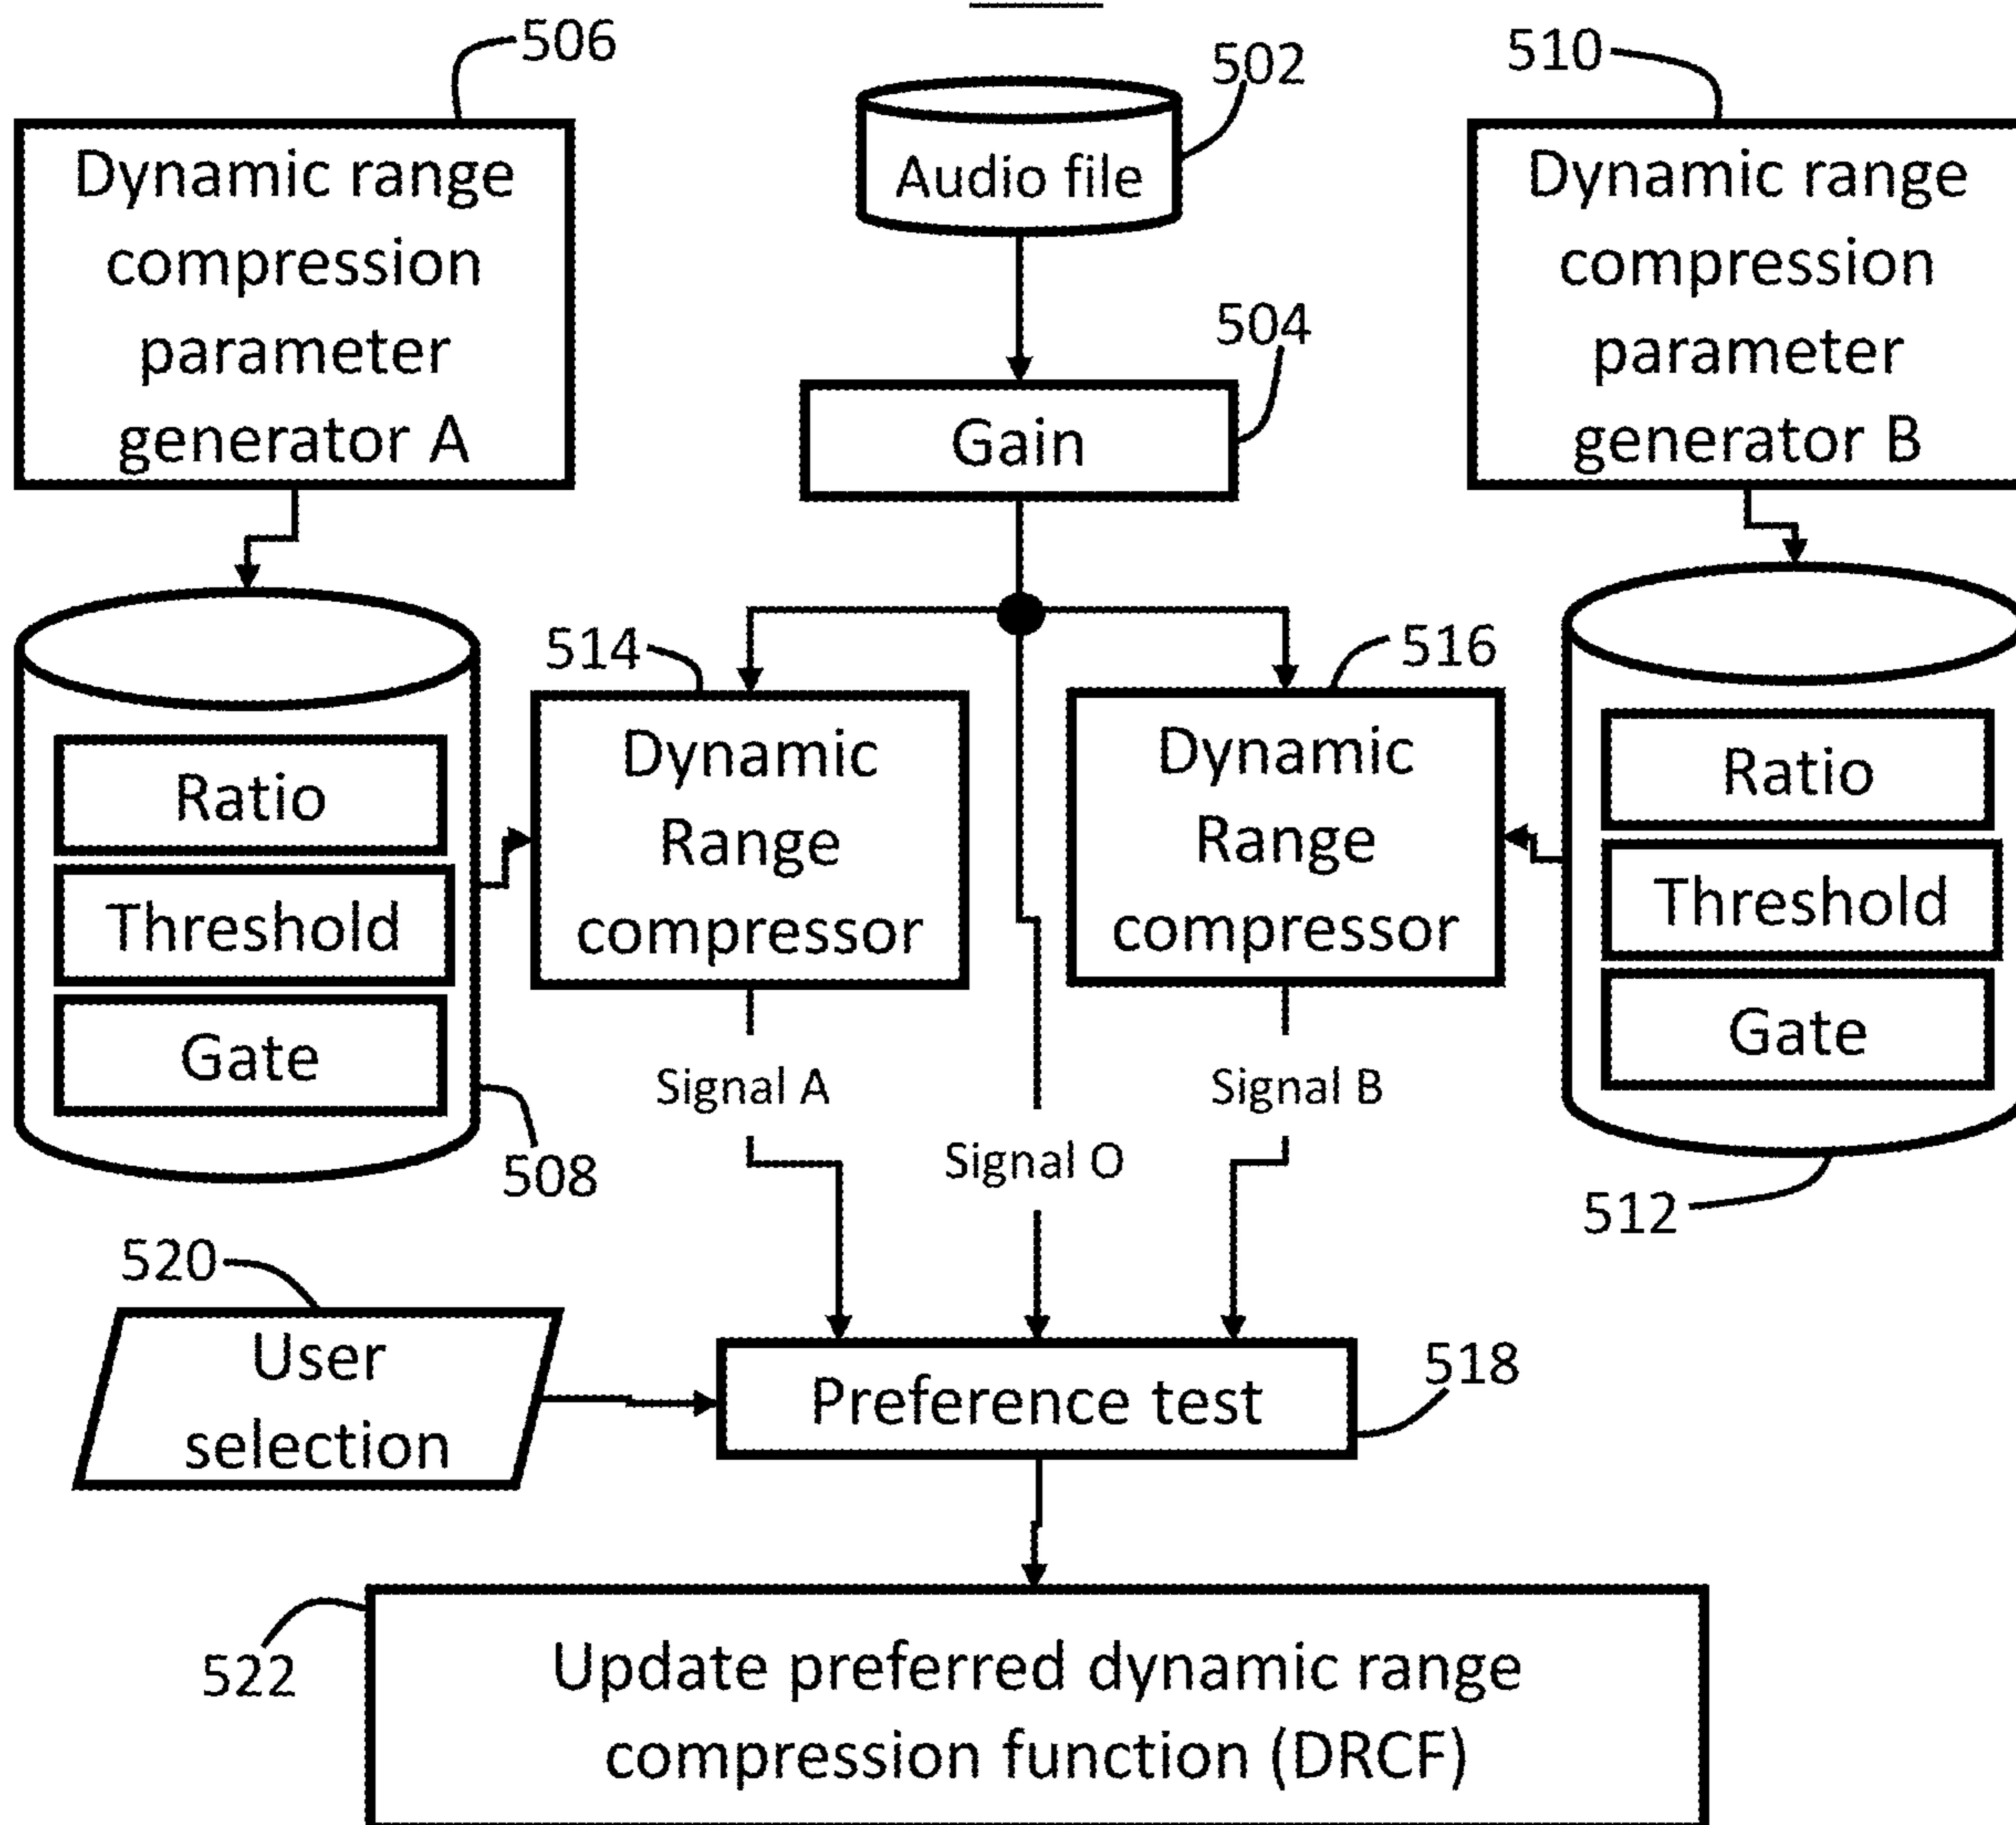 506
502
510
Dynamic range
compression
parameter
generator A
Audio file
Dynamic range
compression
parameter
generator B
504
Gain
514
516
Ratio
Threshold
Gate
508
Dynamic
Range
compressor
Dynamic
Range
compressor
Ratio
Threshold
Gate
512
Signal A
Signal O
Signal B
520
User
selection
Preference test
518
522
Update preferred dynamic range
compression function (DRCF)